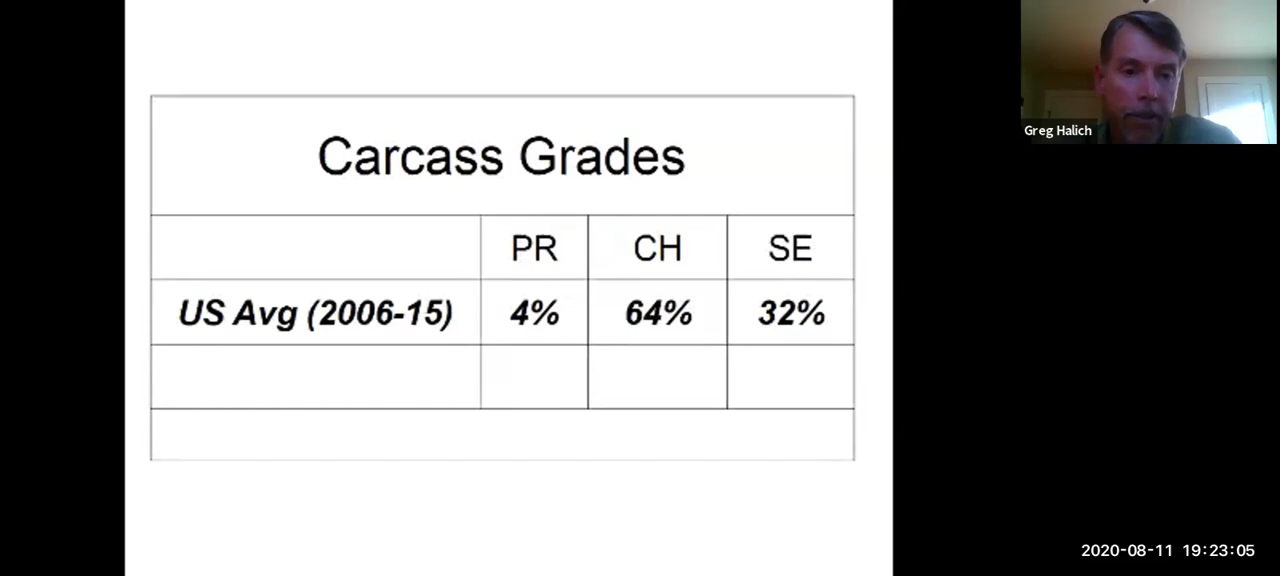 Carcass Grades
PR CH SE
US Avg (2006-15) 4% 64% 32%
Greg Halich
2020-08-11 19:23:05